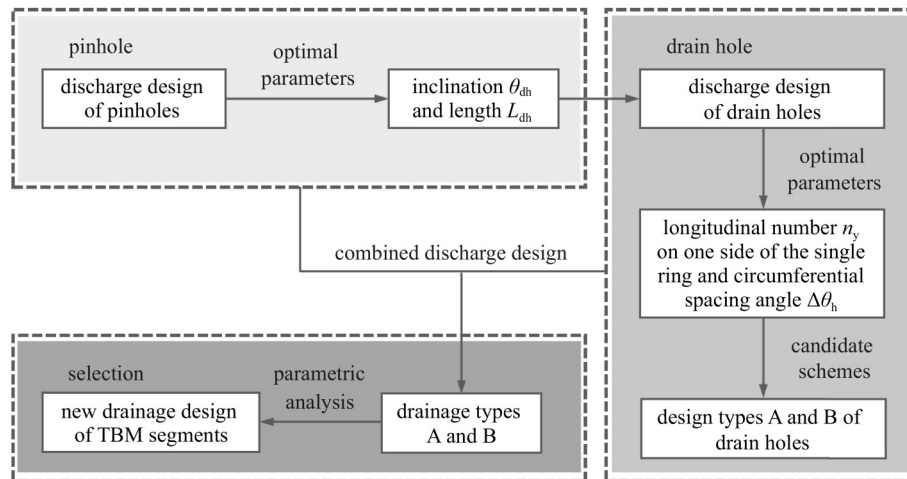 pinhole
discharge design
of pinholes
optimal
parameters
inclination θdh
and length Ldh
drain hole
discharge design
of drain holes
optimal
parameters
longitudinal number ny
on one side of the single
ring and circumferential
spacing angle Δθh
candidate
schemes
design types A and B of
drain holes
combined discharge design
selection
new drainage design
of TBM segments
parametric
analysis
drainage types
A and B